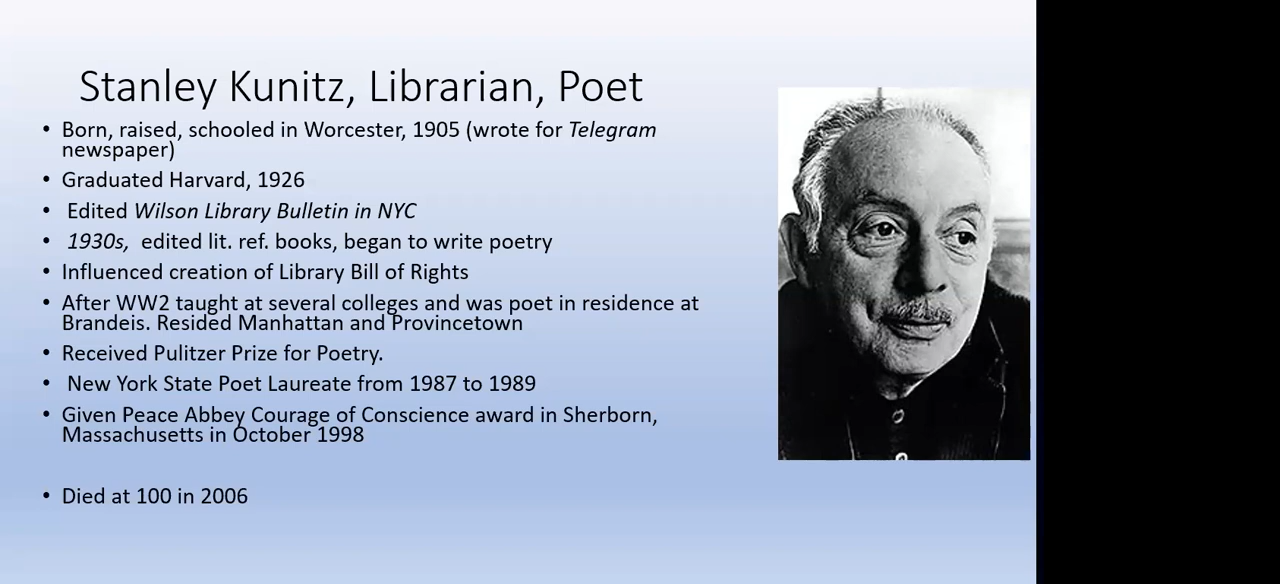 Stanley Kunitz, Librarian, Poet
• Born, raised, schooled in Worcester, 1905 (wrote for Telegram
newspaper)
• Graduated Harvard, 1926
• Edited Wilson Library Bulletin in NYC
• 1930s, edited lit. ref. books, began to write poetry
• Influenced creation of Library Bill of Rights
• After WW2 taught at several colleges and was poet in residence at
Brandeis. Resided Manhattan and Provincetown
• Received Pulitzer Prize for Poetry.
• New York State Poet Laureate from 1987 to 1989
• Given Peace Abbey Courage of Conscience award in Sherborn,
Massachusetts in October 1998
• Died at 100 in 2006